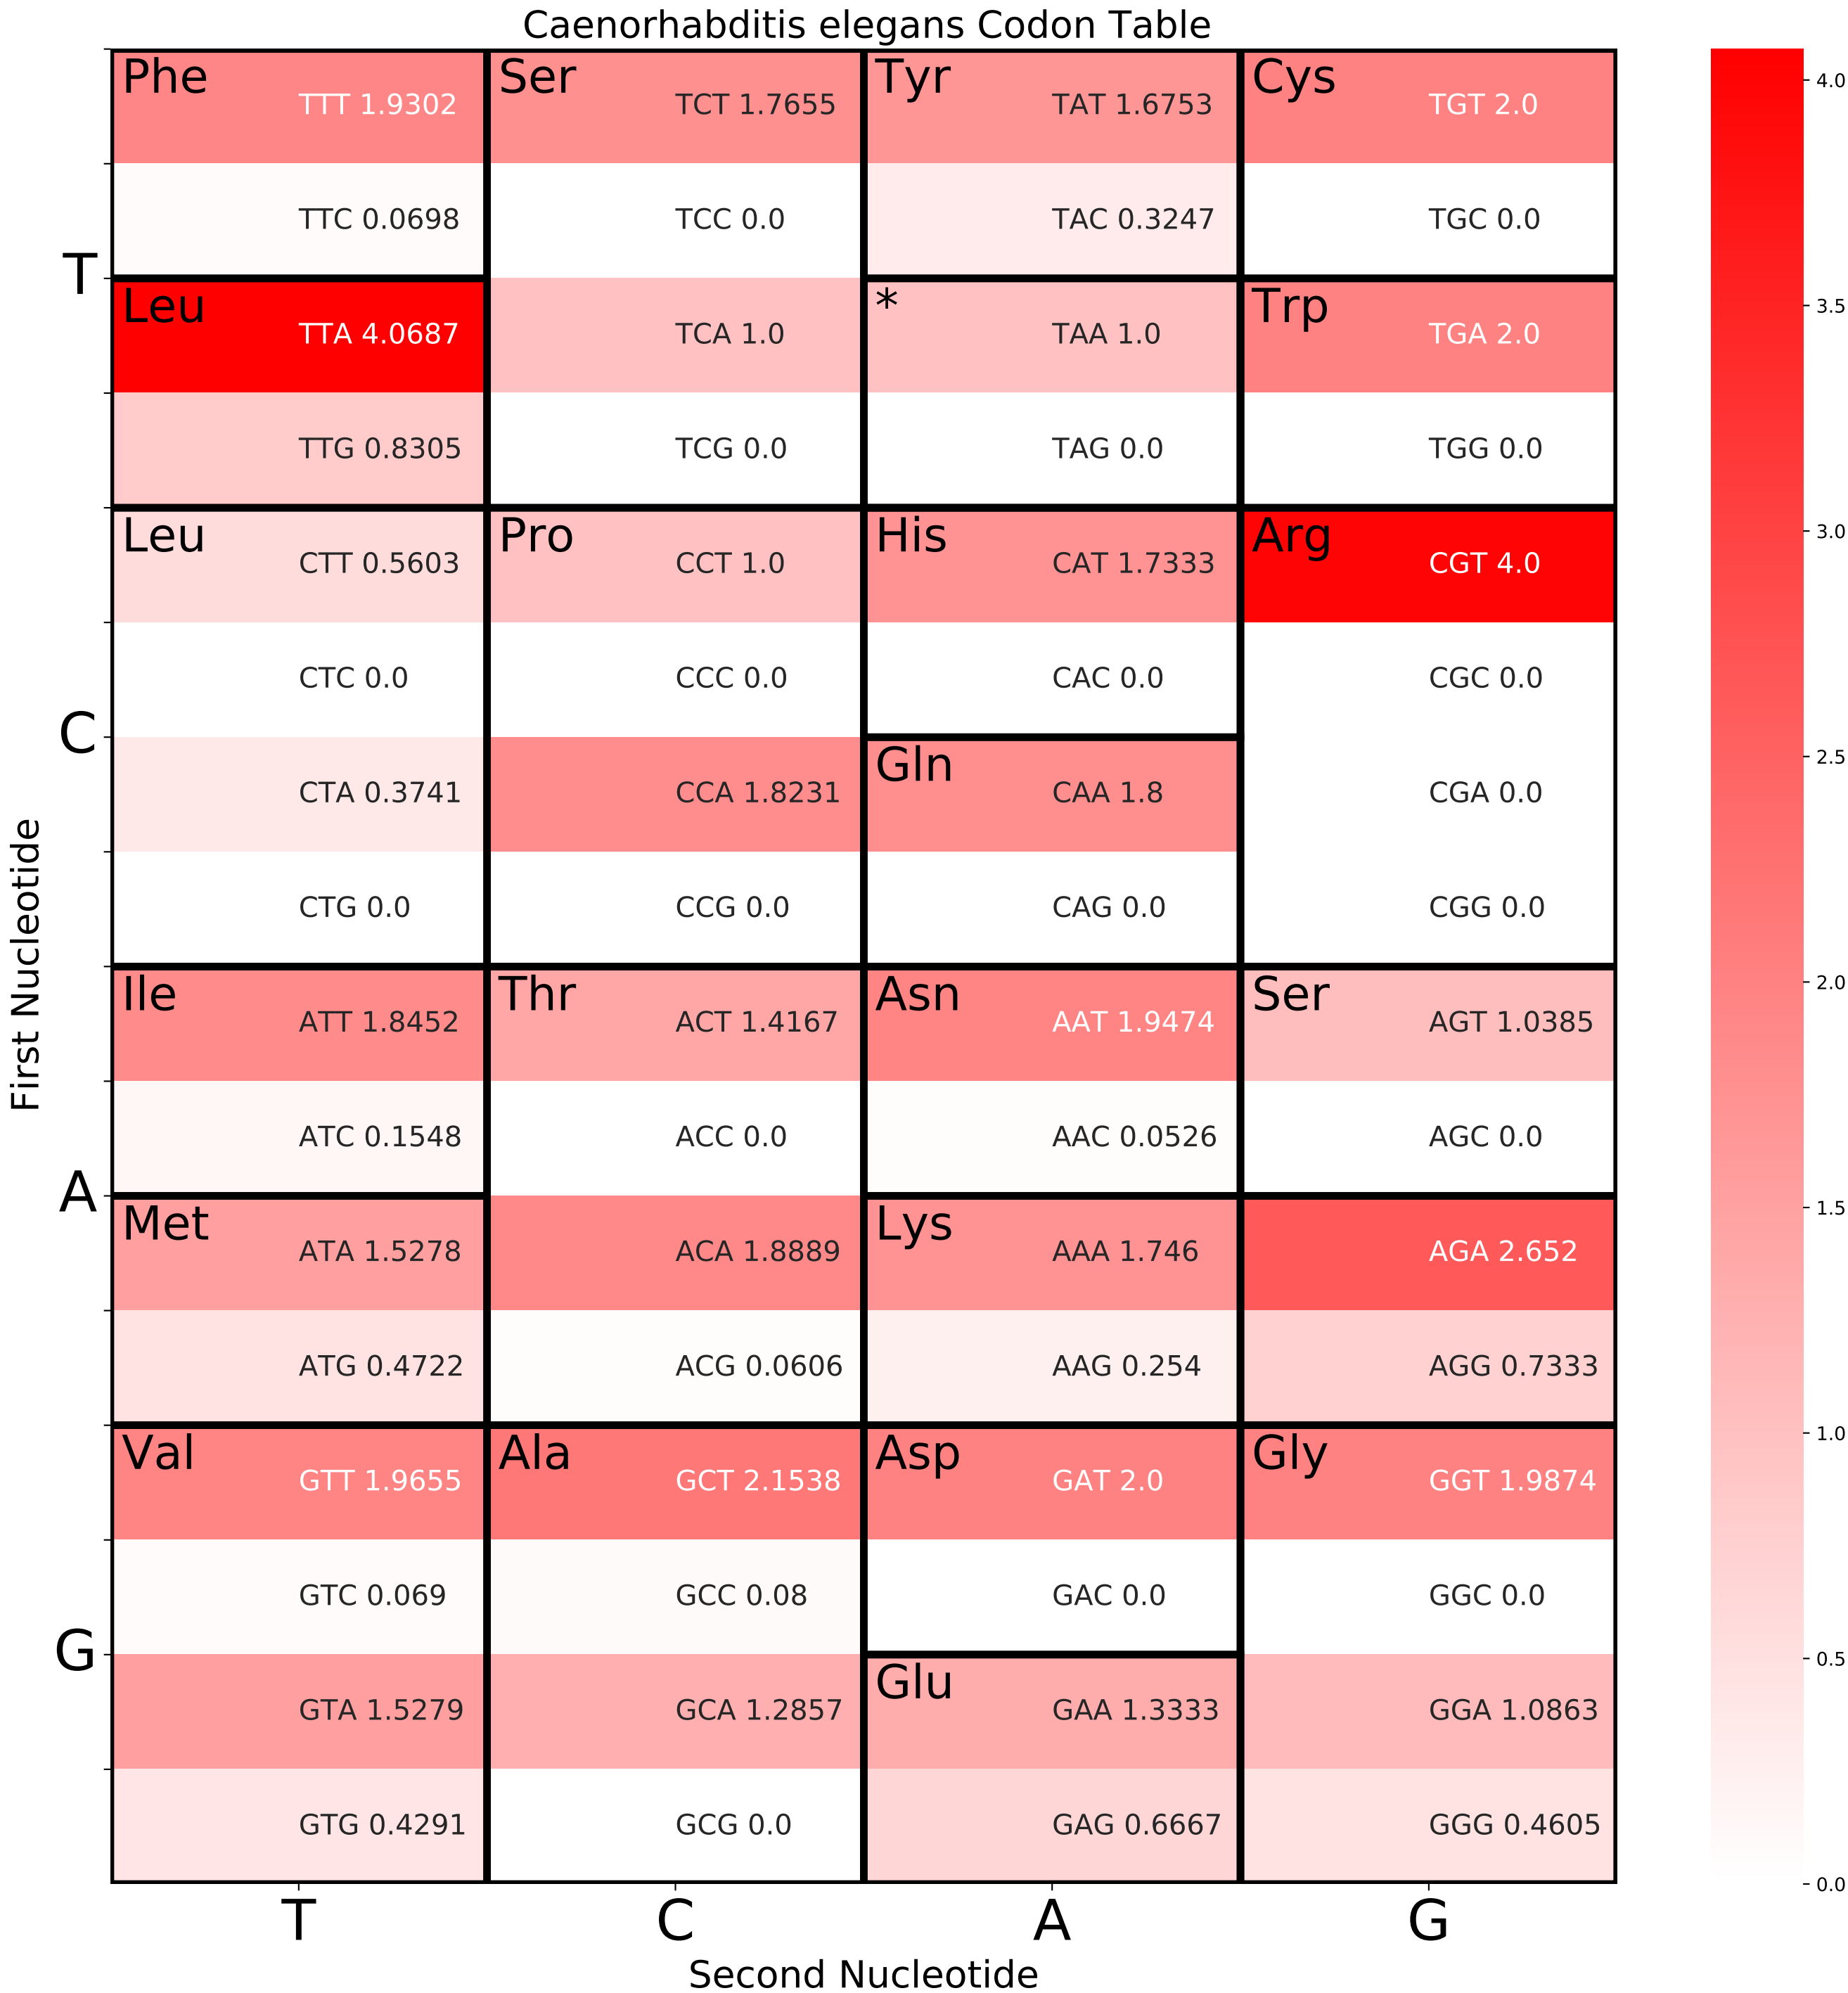 Caenorhabditis elegans Codon Table
Phe Ser Tyr Cys
TTT 1.9302 TCT 1.7655 TAT 1.6753 TGT 2.0
TTC 0.0698 TCC 0.0 TAC 0.3247 TGC 0.0
T
Leu * Trp
TTA 4.0687 TCA 1.0 TAA 1.0 TGA 2.0
TTG 0.8305 TCG 0.0 TAG 0.0 TGG 0.0
Leu Pro His Arg
CTT 0.5603 CCT 1.0 CAT 1.7333 CGT 4.0
CTC 0.0 CCC 0.0 CAC 0.0 CGC 0.0
C
Gln
CTA 0.3741 CCA 1.8231 CAA 1.8 CGA 0.0
CTG 0.0 CCG 0.0 CAG 0.0 CGG 0.0
First Nucleotide
Ile Thr Asn Ser
ATT 1.8452 ACT 1.4167 AAT 1.9474 AGT 1.0385
ATC 0.1548 ACC 0.0 AAC 0.0526 AGC 0.0
A
Met Lys
ATA 1.5278 ACA 1.8889 AAA 1.746 AGA 2.652
ATG 0.4722 ACG 0.0606 AAG 0.254 AGG 0.7333
Val Ala Asp Gly
GTT 1.9655 GCT 2.1538 GAT 2.0 GGT 1.9874
GTC 0.069 GCC 0.08 GAC 0.0 GGC 0.0
G
Glu
GTA 1.5279 GCA 1.2857 GAA 1.3333 GGA 1.0863
GTG 0.4291 GCG 0.0 GAG 0.6667 GGG 0.4605
T C A G
Second Nucleotide
4.0
3.5
3.0
2.5
2.0
1.5
1.0
0.5
0.0